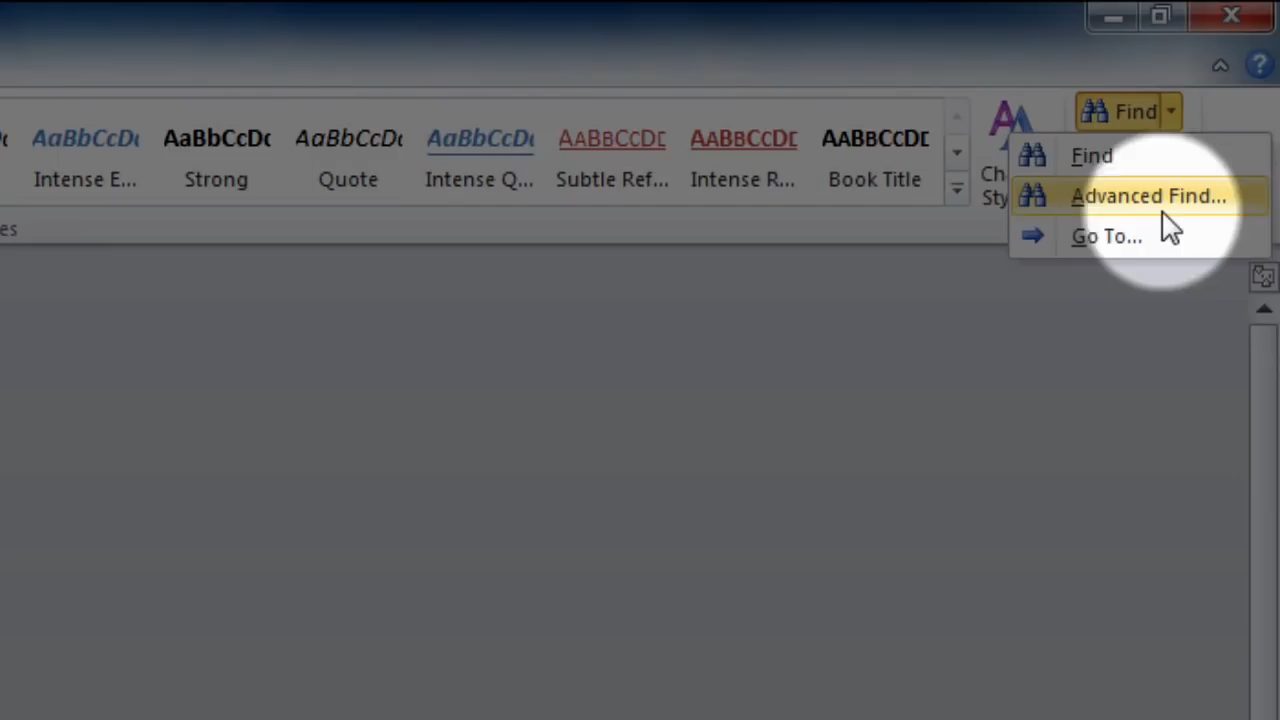 Find
AaBbCcDc AaBbCcDc AaBbCcDc AaBbCcDc AABBCCDE AABBCCDE AABBCCDE
Intense E... Strong Quote Intense Q... Subtle Ref... Intense R... Book Title
Find
Advanced Find...
Go To...